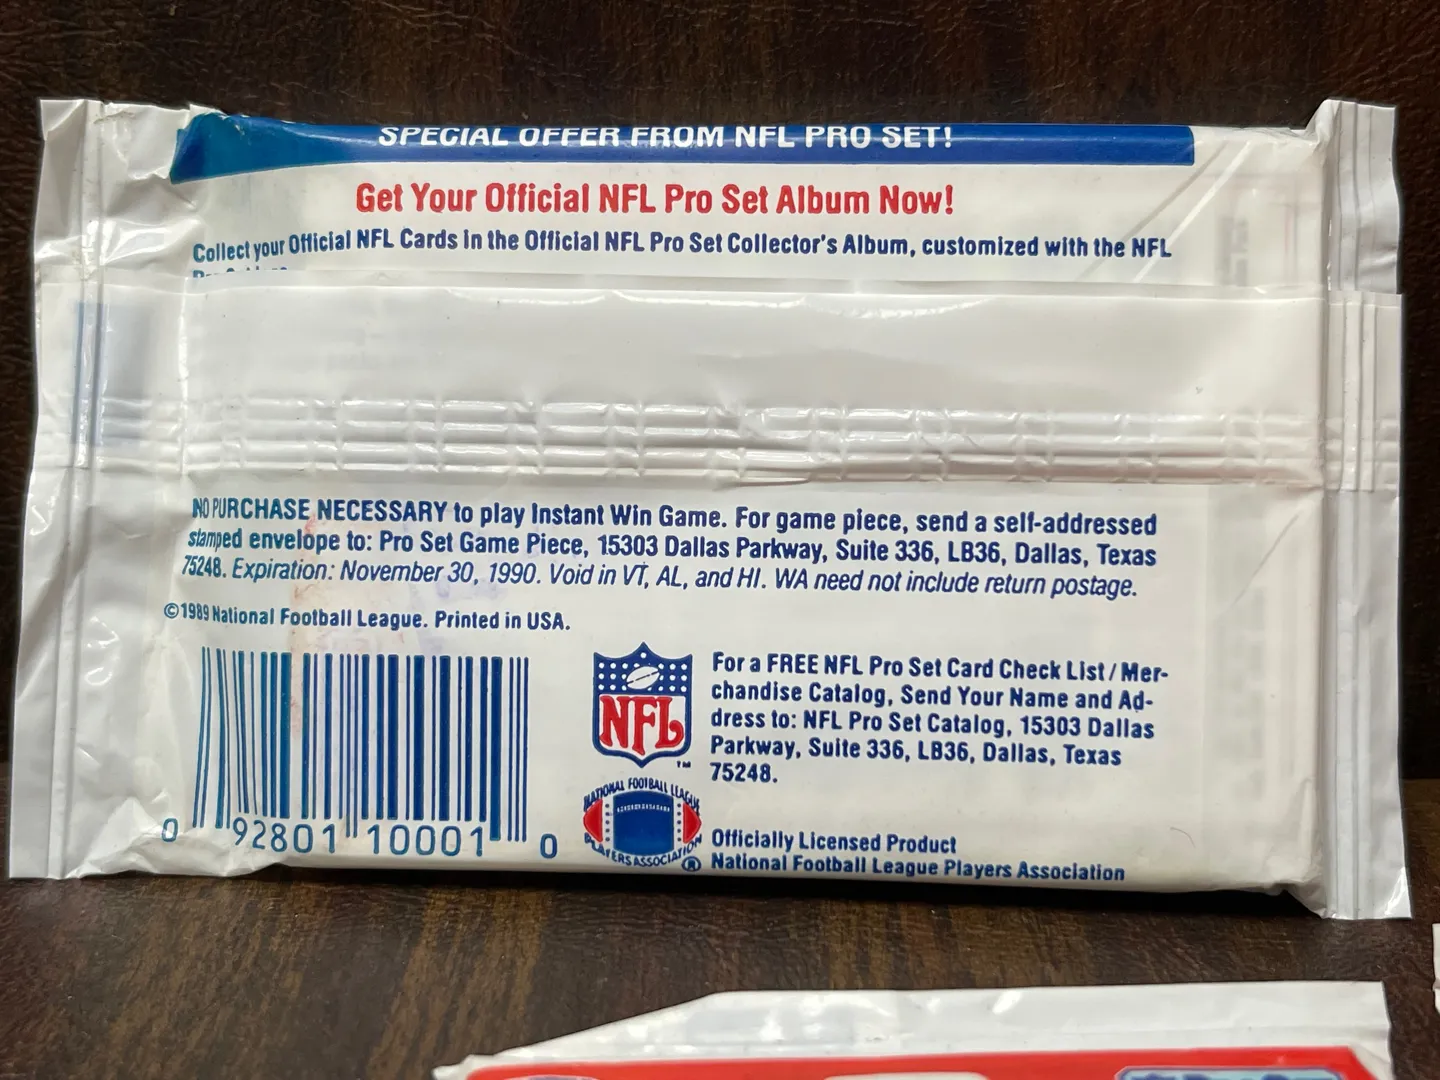 SPECIAL OFFER FROM NFL PRO SET!
Get Your Official NFL Pro Set Album Now!
Collect your Official NFL Cards in the Official NFL Pro Set Collector's Album, customized with the NFL
NO PURCHASE NECESSARY to play Instant Win Game. For game piece, send a self-addressed
stamped envelope to: Pro Set Game Piece, 15303 Dallas Parkway, Suite 336, LB36, Dallas, Texas
75248. Expiration: November 30, 1990. Void in VT, AL, and HI. WA need not include return postage.
©1989 National Football League. Printed in USA.
For a FREE NFL Pro Set Card Check List/Mer-
chandise Catalog, Send Your Name and Ad-
dress to: NFL Pro Set Catalog, 15303 Dallas
Parkway, Suite 336, LB36, Dallas, Texas
75248.
NFL
TM
NATIONAL FOOTBALL LEAGUE
PLAYERS ASSOCIATION
®
Officially Licensed Product
National Football League Players Association
0 92801 10001 0